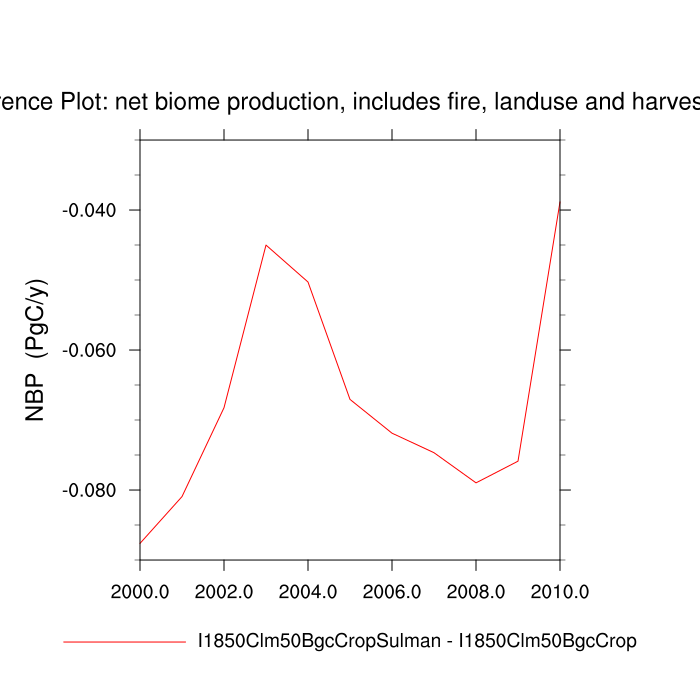 rence Plot: net biome production, includes fire, landuse and harves
-0.040
-0.060
-0.080
NBP (PgC/y)
2000.0 2002.0 2004.0 2006.0 2008.0 2010.0
I1850Clm50BgcCropSulman - I1850Clm50BgcCrop